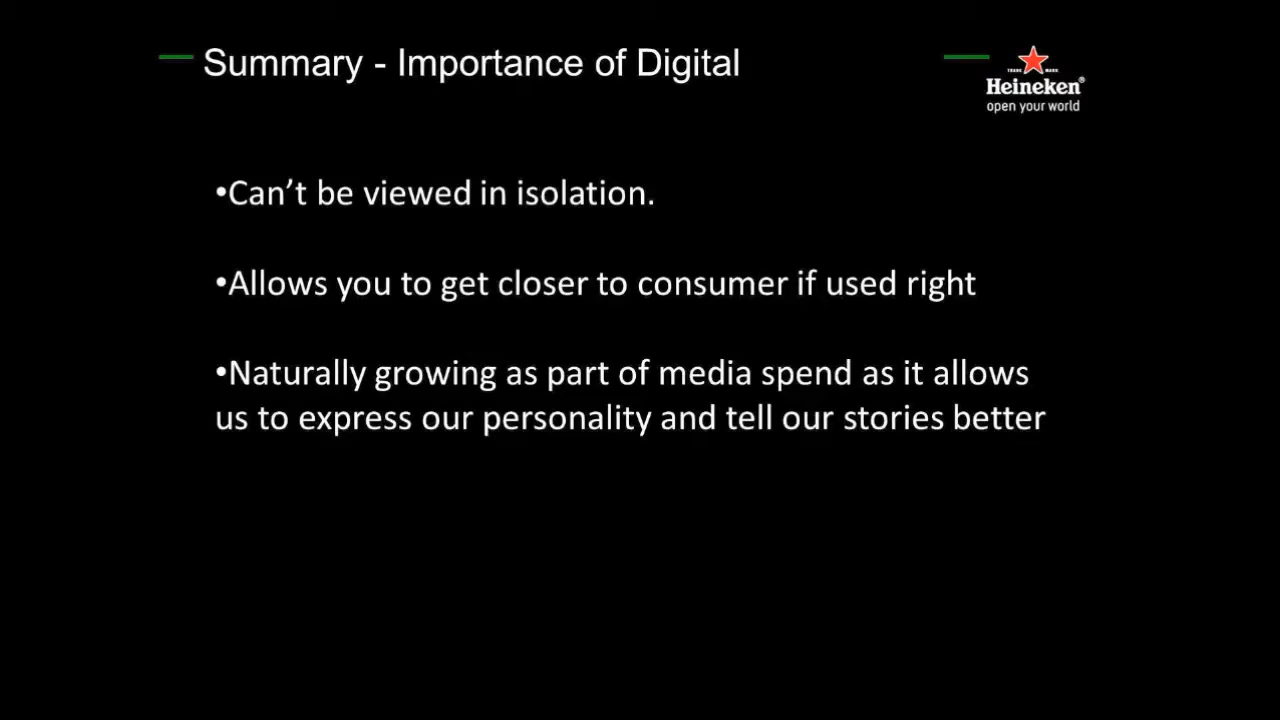 Summary - Importance of Digital
TRADE MARK
Heineken®
open your world
•Can’t be viewed in isolation.
•Allows you to get closer to consumer if used right
•Naturally growing as part of media spend as it allows
us to express our personality and tell our stories better